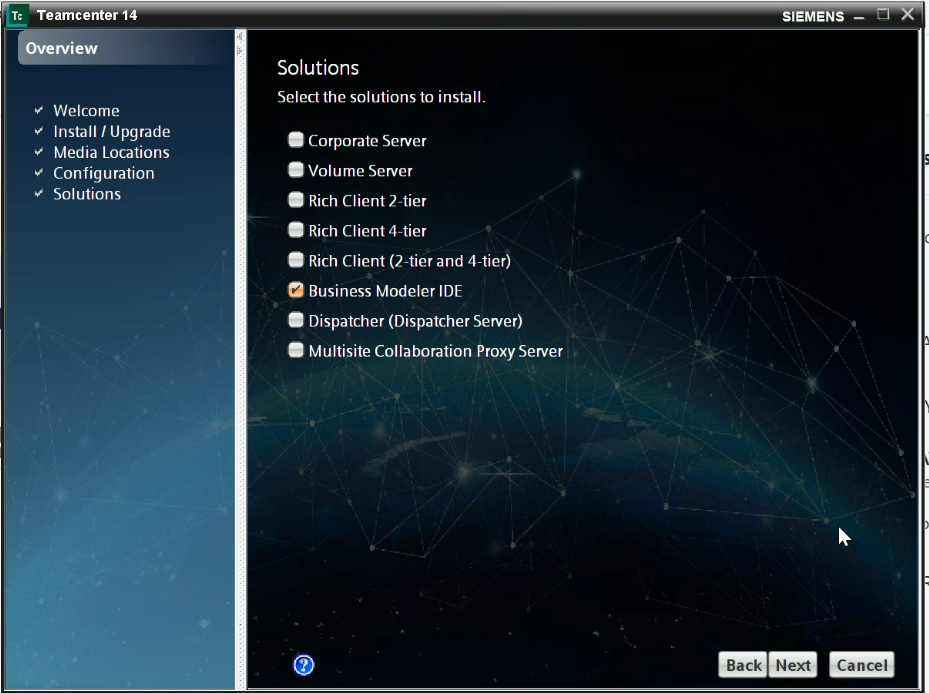 Tc Teamcenter 14
SIEMENS
Overview
Welcome
Install / Upgrade
Media Locations
Configuration
Solutions
Solutions
Select the solutions to install.
Corporate Server
Volume Server
Rich Client 2-tier
Rich Client 4-tier
Rich Client (2-tier and 4-tier)
Business Modeler IDE
Dispatcher (Dispatcher Server)
Multisite Collaboration Proxy Server
?
Back Next Cancel